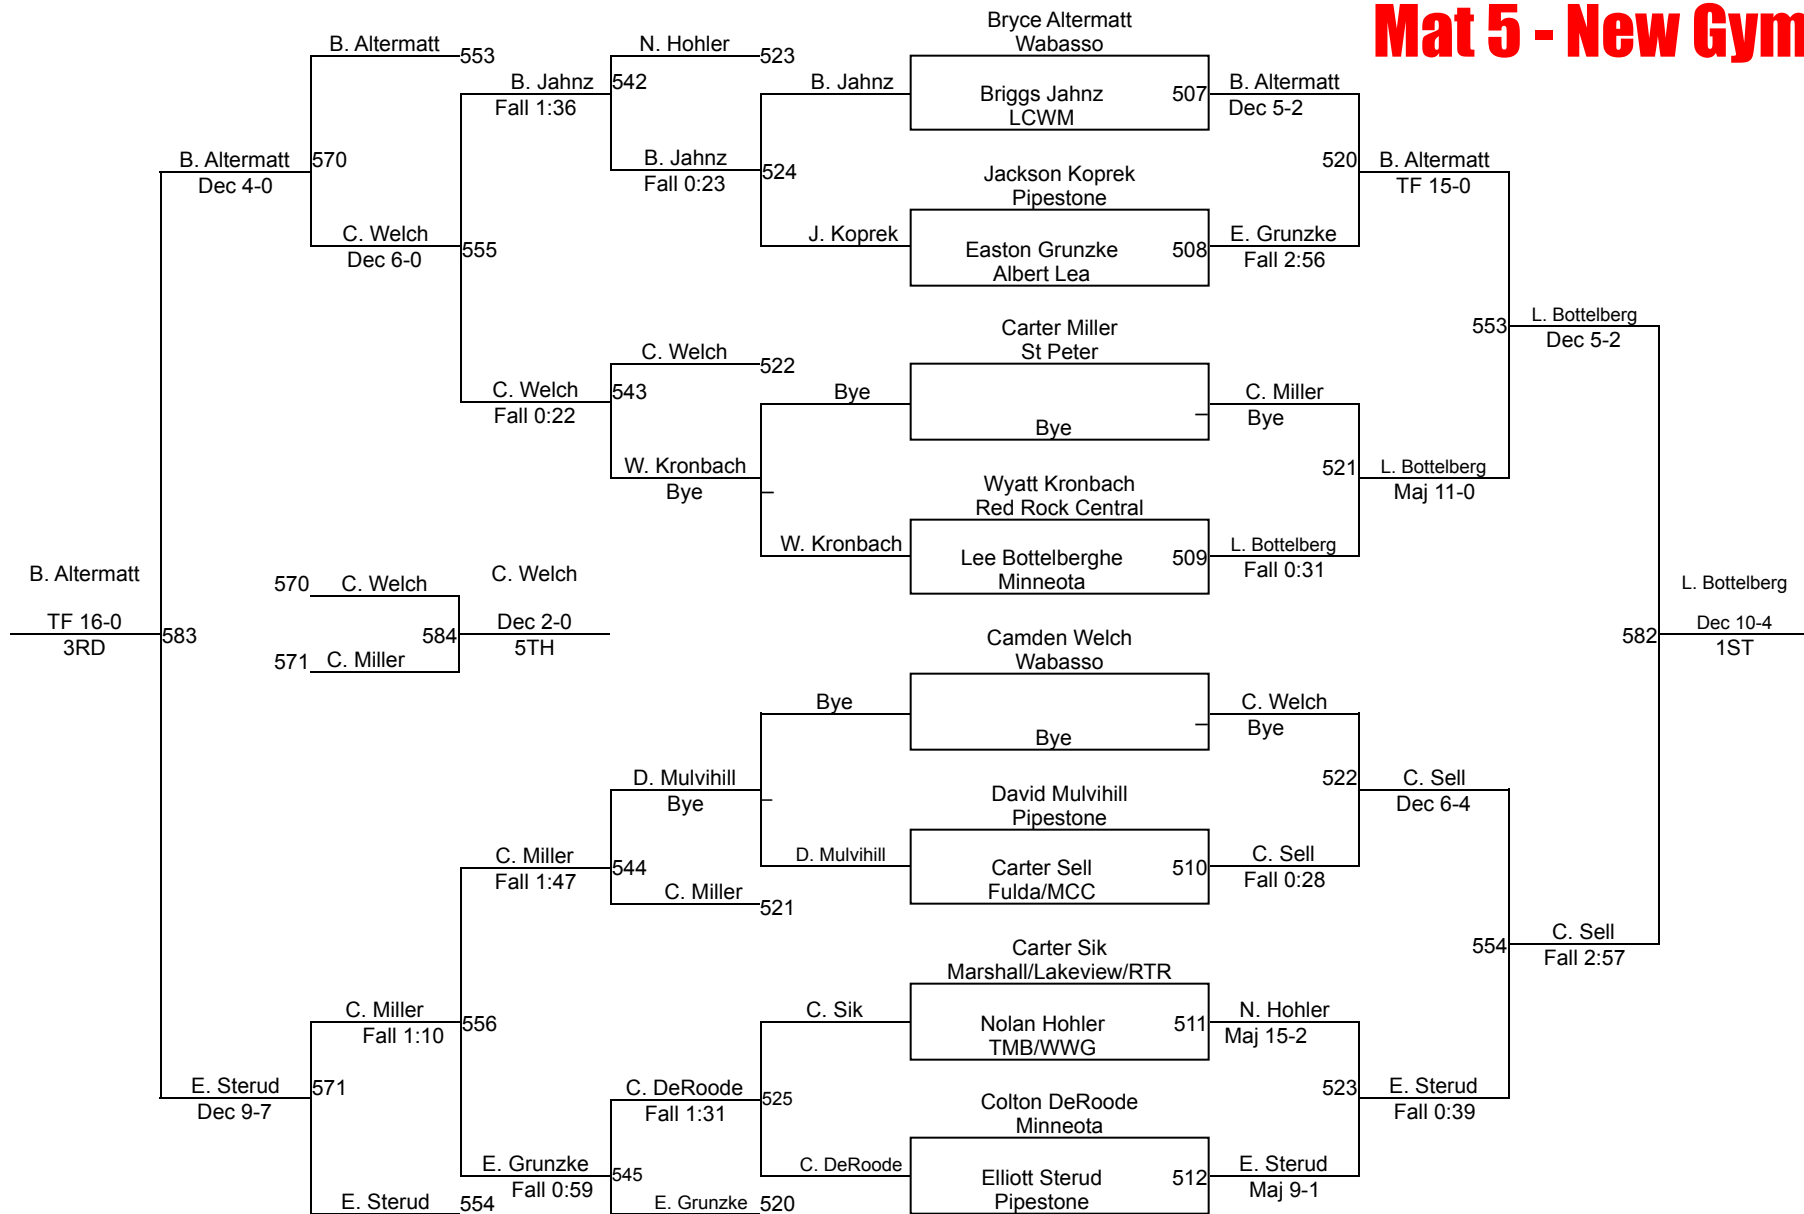 Mat 5 - New Gym
Bryce Altermatt
Wabasso
B. Altermatt
553
N. Hohler
523
B. Jahnz
542
Fall 1:36
B. Jahnz
Briggs Jahnz
507
LCWM
B. Altermatt
Dec 5-2
B. Altermatt
570
Dec 4-0
B. Jahnz
Fall 0:23
524
Jackson Koprek
Pipestone
520
B. Altermatt
TF 15-0
C. Welch
Dec 6-0
555
J. Koprek
Easton Grunzke
508
Albert Lea
E. Grunzke
Fall 2:56
Carter Miller
St Peter
553
L. Bottelberg
Dec 5-2
C. Welch
522
C. Welch
543
Fall 0:22
Bye
Bye
C. Miller
Bye
W. Kronbach
Bye
Wyatt Kronbach
Red Rock Central
521
L. Bottelberg
Maj 11-0
W. Kronbach
Lee Bottelberghe
509
Minneota
L. Bottelberg
Fall 0:31
B. Altermatt
TF 16-0
3RD
583
570
C. Welch
584
571
C. Miller
C. Welch
Dec 2-0
5TH
L. Bottelberg
582
Dec 10-4
1ST
Camden Welch
Wabasso
Bye
Bye
C. Welch
Bye
D. Mulvihill
Bye
David Mulvihill
Pipestone
522
C. Sell
Dec 6-4
C. Miller
Fall 1:47
544
D. Mulvihill
Carter Sell
510
Fulda/MCC
C. Sell
Fall 0:28
C. Miller
521
Carter Sik
Marshall/Lakeview/RTR
554
C. Sell
Fall 2:57
C. Miller
Fall 1:10
556
C. Sik
Nolan Hohler
511
TMB/WWG
N. Hohler
Maj 15-2
E. Sterud
571
Dec 9-7
C. DeRoode
Fall 1:31
525
Colton DeRoode
Minneota
523
E. Sterud
Fall 0:39
E. Grunzke
Fall 0:59
545
C. DeRoode
Elliott Sterud
512
Pipestone
E. Sterud
Maj 9-1
E. Sterud
554
E. Grunzke
520